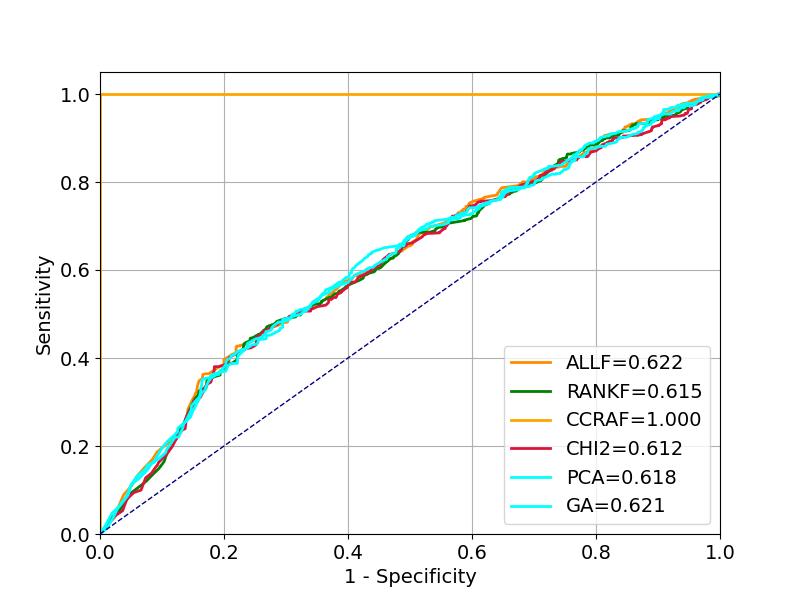 1.0
0.8
0.6
0.4
0.2
0.0
Sensitivity
ALLF=0.622
RANKF=0.615
CCRAF=1.000
CHI2=0.612
PCA=0.618
GA=0.621
0.0 0.2 0.4 0.6 0.8 1.0
1 - Specificity